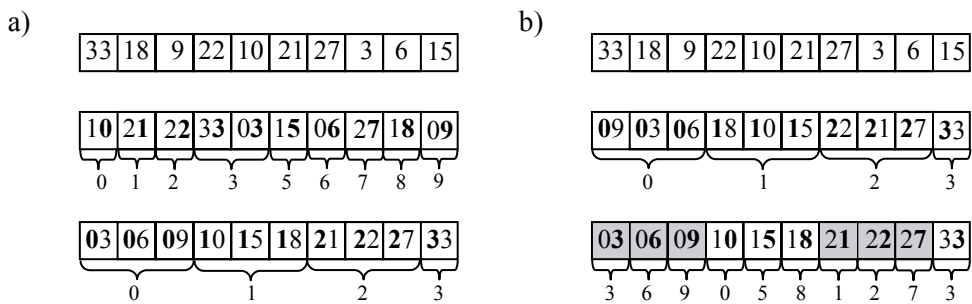 a)
33 18 9 22 10 21 27 3 6 15
10 21 22 33 03 15 06 27 18 09
0 1 2 3 5 6 7 8 9
03 06 09 10 15 18 21 22 27 33
0 1 2 3
b)
33 18 9 22 10 21 27 3 6 15
09 03 06 18 10 15 22 21 27 33
0 1 2 3
03 06 09 10 15 18 21 22 27 33
3 6 9 0 5 8 1 2 7 3